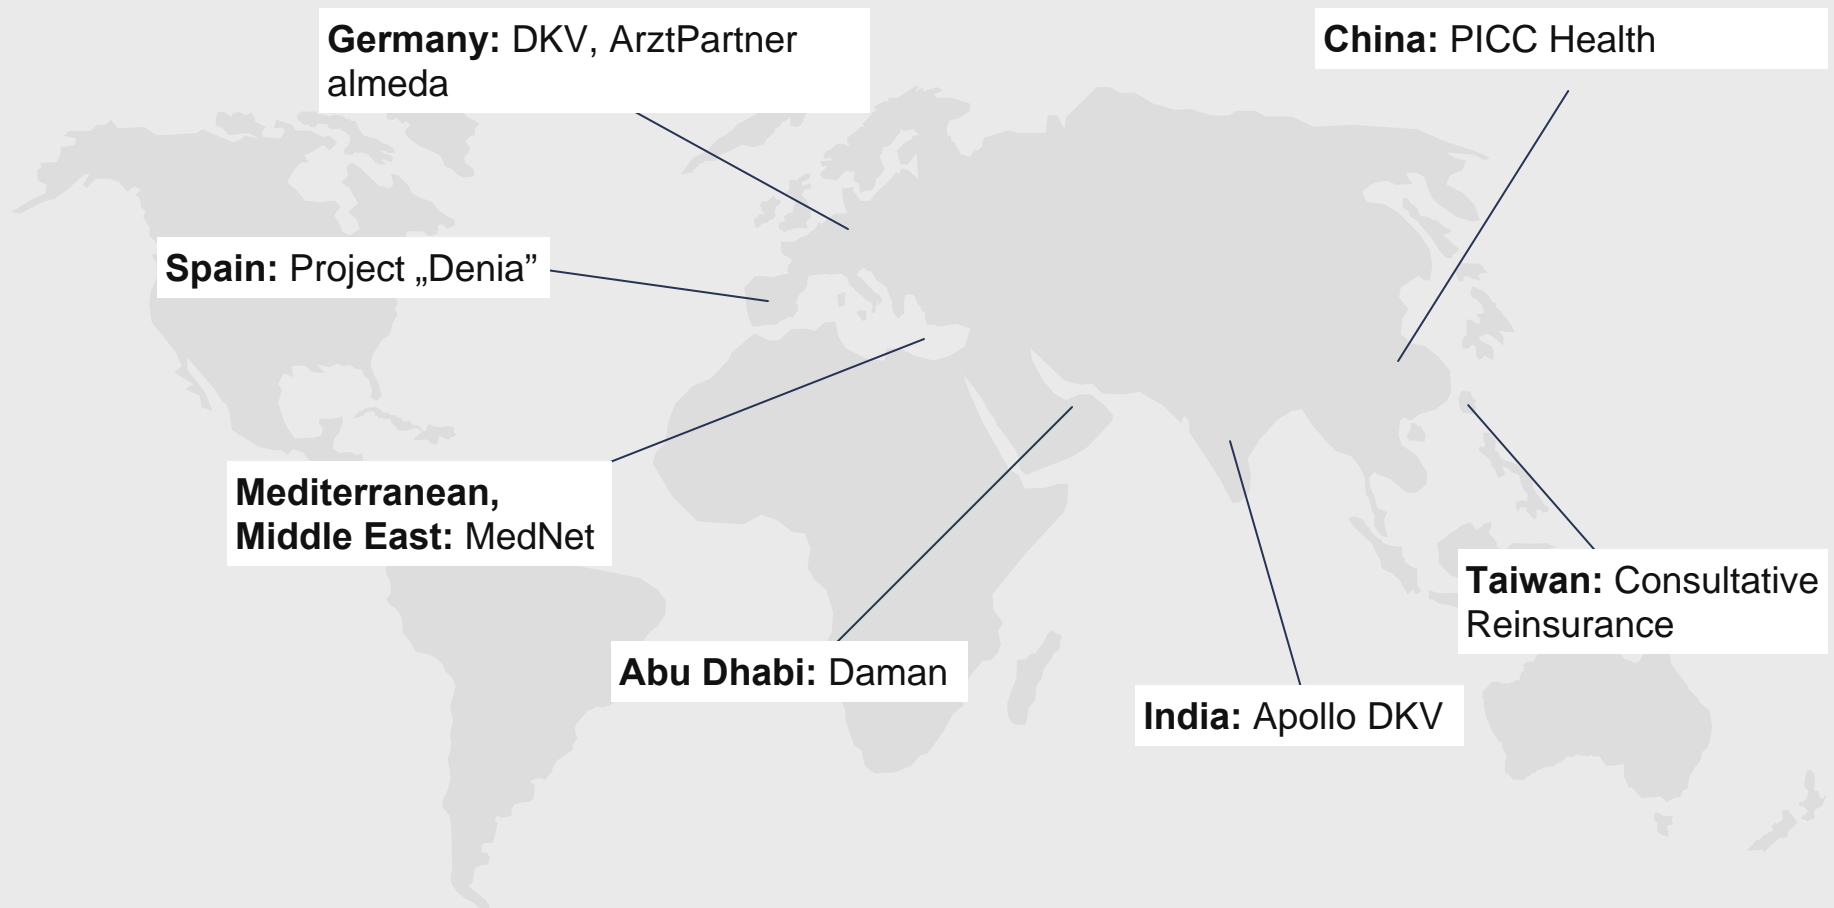 Germany: DKV, ArztPartner
almeda
China: PICC Health
Spain: Project „Denia”
Mediterranean,
Middle East: MedNet
Taiwan: Consultative
Reinsurance
Abu Dhabi: Daman
India: Apollo DKV